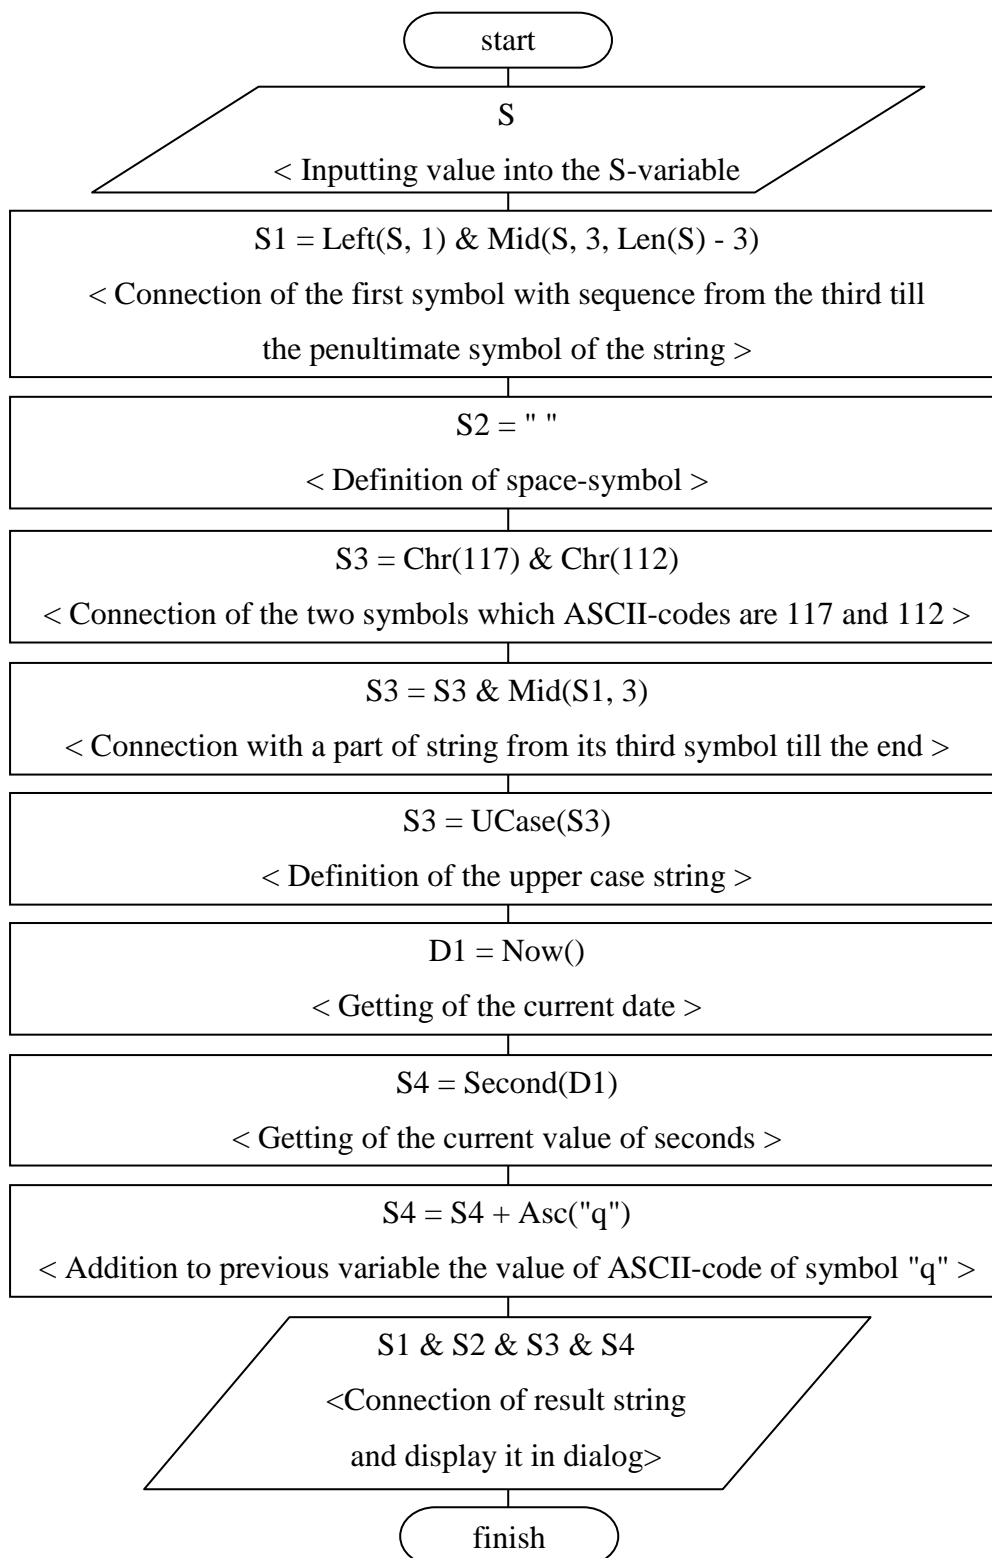 start
S
< Inputting value into the S-variable
S1 = Left(S, 1) & Mid(S, 3, Len(S) - 3)
< Connection of the first symbol with sequence from the third till
the penultimate symbol of the string >
S2 = " "
< Definition of space-symbol >
S3 = Chr(117) & Chr(112)
< Connection of the two symbols which ASCII-codes are 117 and 112 >
S3 = S3 & Mid(S1, 3)
< Connection with a part of string from its third symbol till the end >
S3 = UCase(S3)
< Definition of the upper case string >
D1 = Now()
< Getting of the current date >
S4 = Second(D1)
< Getting of the current value of seconds >
S4 = S4 + Asc("q")
< Addition to previous variable the value of ASCII-code of symbol "q" >
S1 & S2 & S3 & S4
<Connection of result string
and display it in dialog>
finish